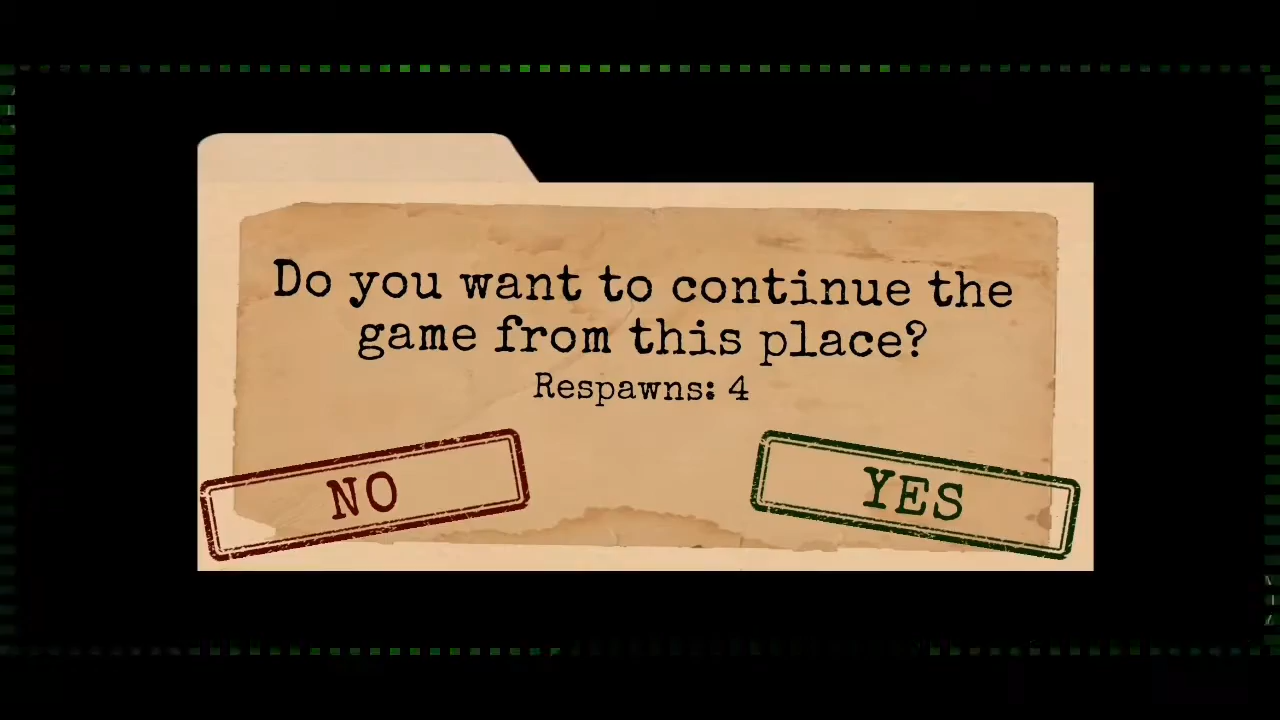 Do you want to continue the
game from this place?
Respawns: 4
NO
YES